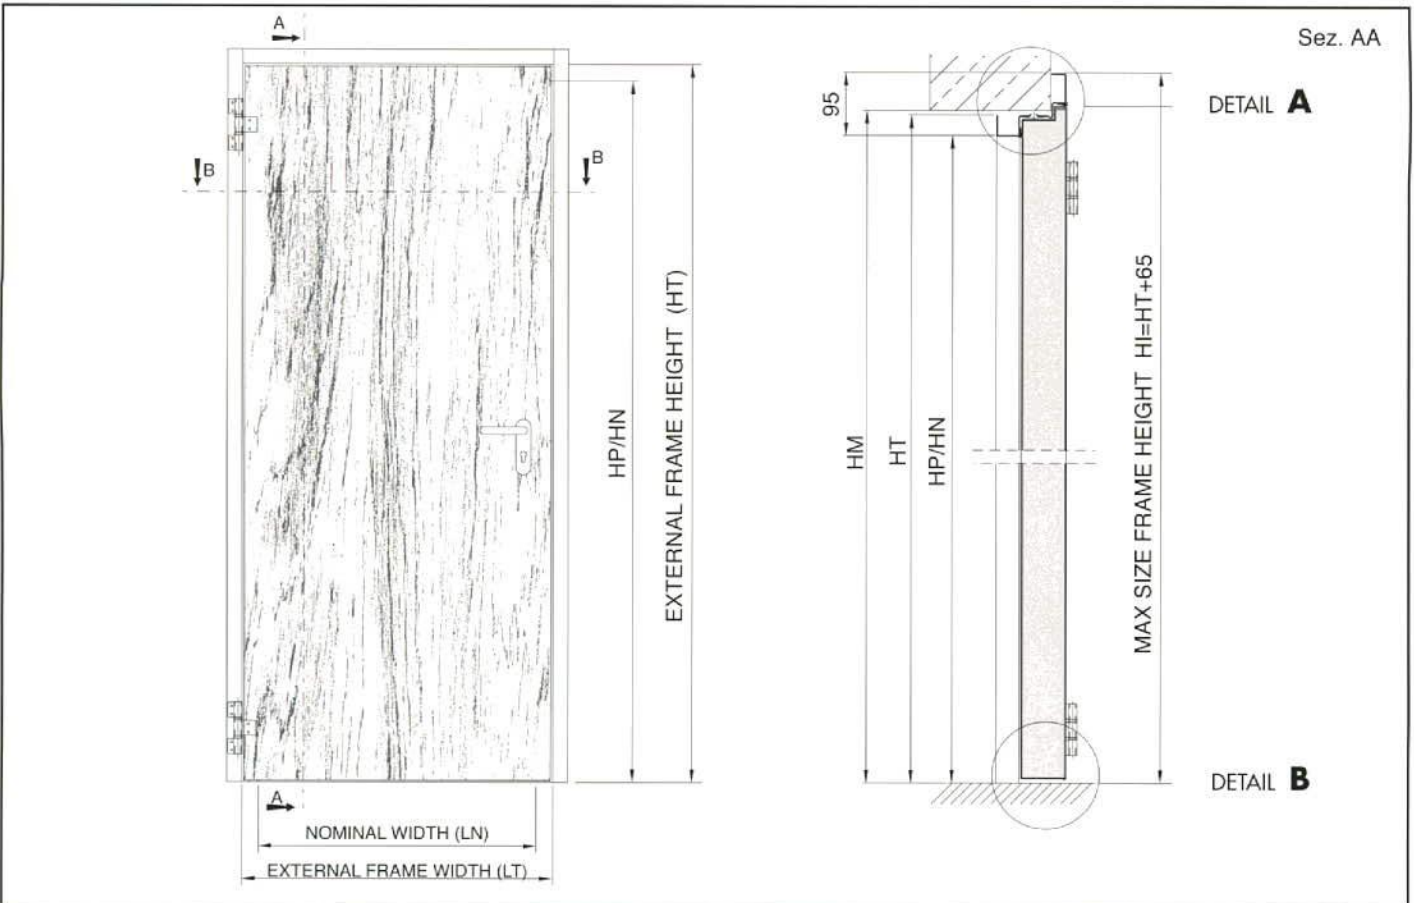 A
Sez. AA
95
DETAIL A
B
B
HP/HN
EXTERNAL FRAME HEIGHT (HT)
HM
HT
HP/HN
MAX SIZE FRAME HEIGHT HI=HT+65
DETAIL B
A
NOMINAL WIDTH (LN)
EXTERNAL FRAME WIDTH (LT)